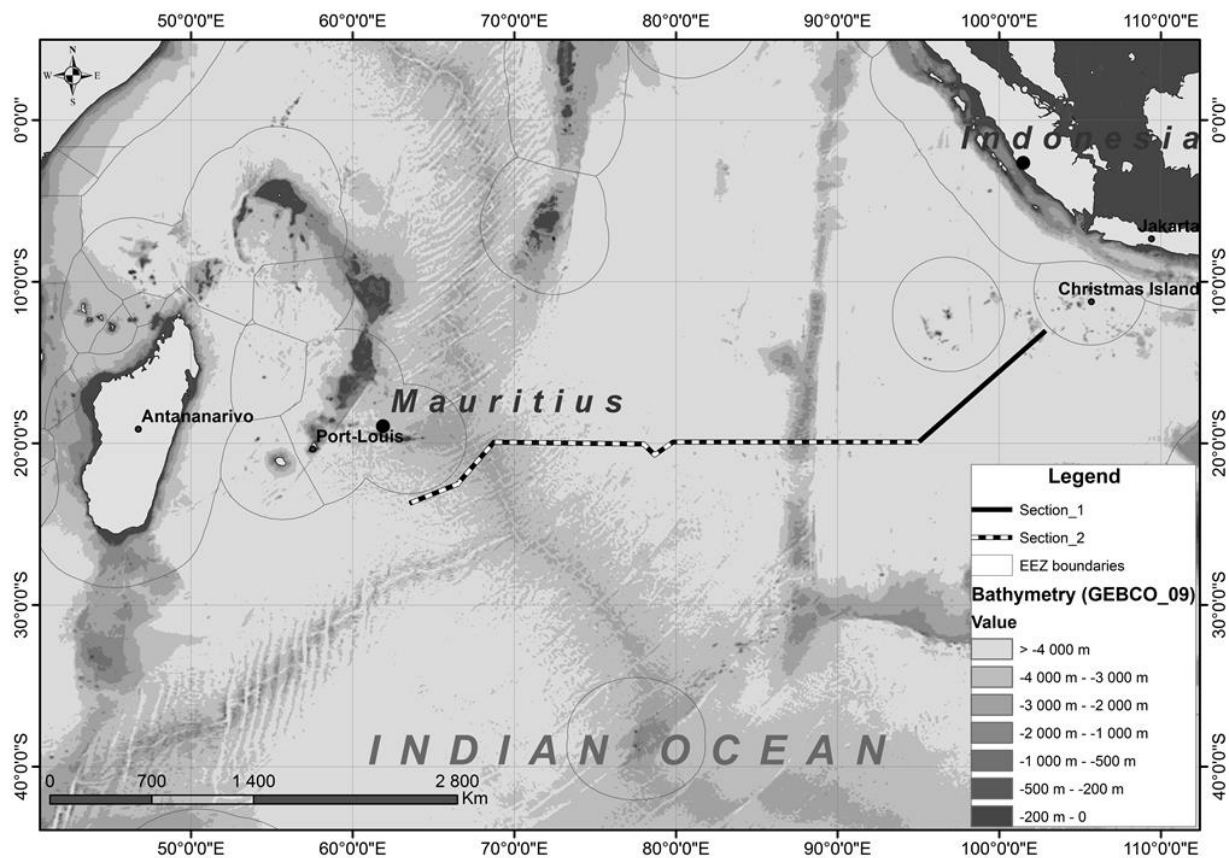 50°0'0"E 60°0'0"E 70°0'0"E 80°0'0"E 90°0'0"E 100°0'0"E 110°0'0"E
N
W E
S
0°0'0" 0°0'0"
Indonesia
Jakarta
10°0'0"S 10°0'0"S
Christmas Island
Mauritius
Antananarivo
Port-Louis
20°0'0"S 20°0'0"S
Legend
Section_1
Section_2
EEZ boundaries
Bathymetry (GEBCO_09)
Value
> -4 000 m
-4 000 m - -3 000 m
-3 000 m - -2 000 m
-2 000 m - -1 000 m
-1 000 m - -500 m
-500 m - -200 m
-200 m - 0
30°0'0"S 30°0'0"S
INDIAN OCEAN
40°0'0"S 40°0'0"S
0 700 1 400 2 800
Km
50°0'0"E 60°0'0"E 70°0'0"E 80°0'0"E 90°0'0"E 100°0'0"E 110°0'0"E